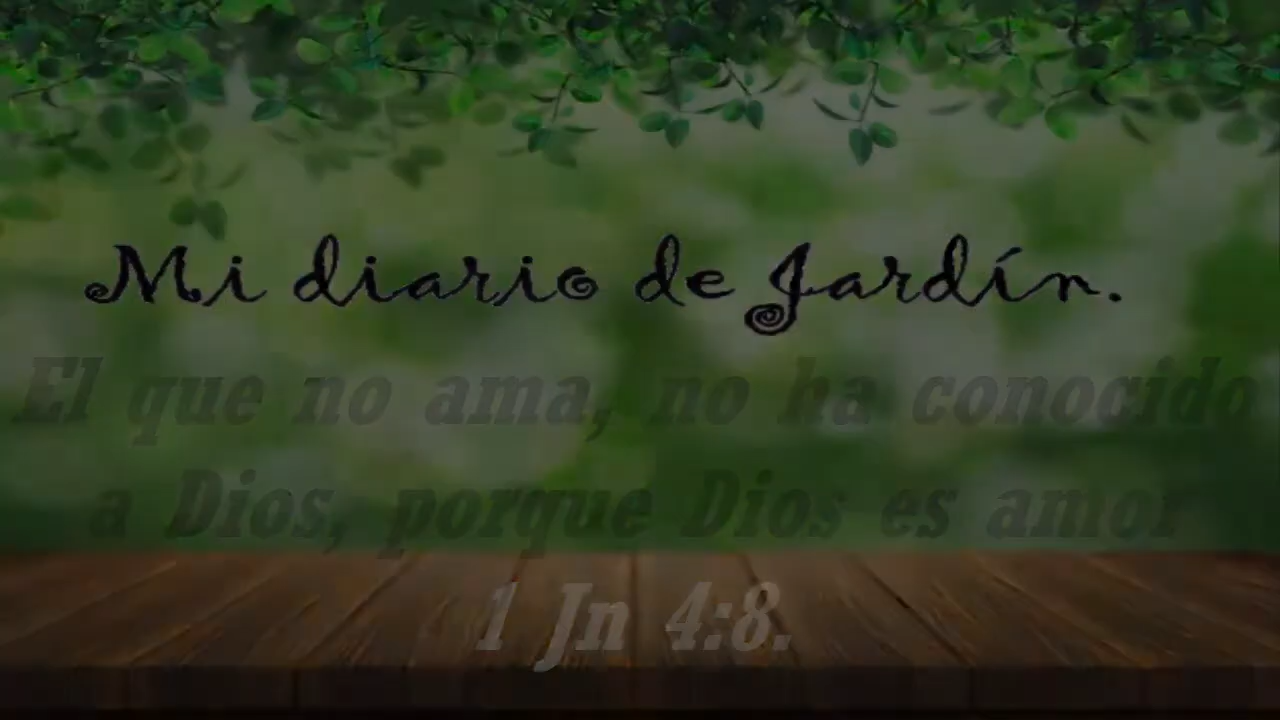 Mi diario de Jardín.
El que no ama, no ha conocido
a Dios, porque Dios es amor
1 Jn 4:8.